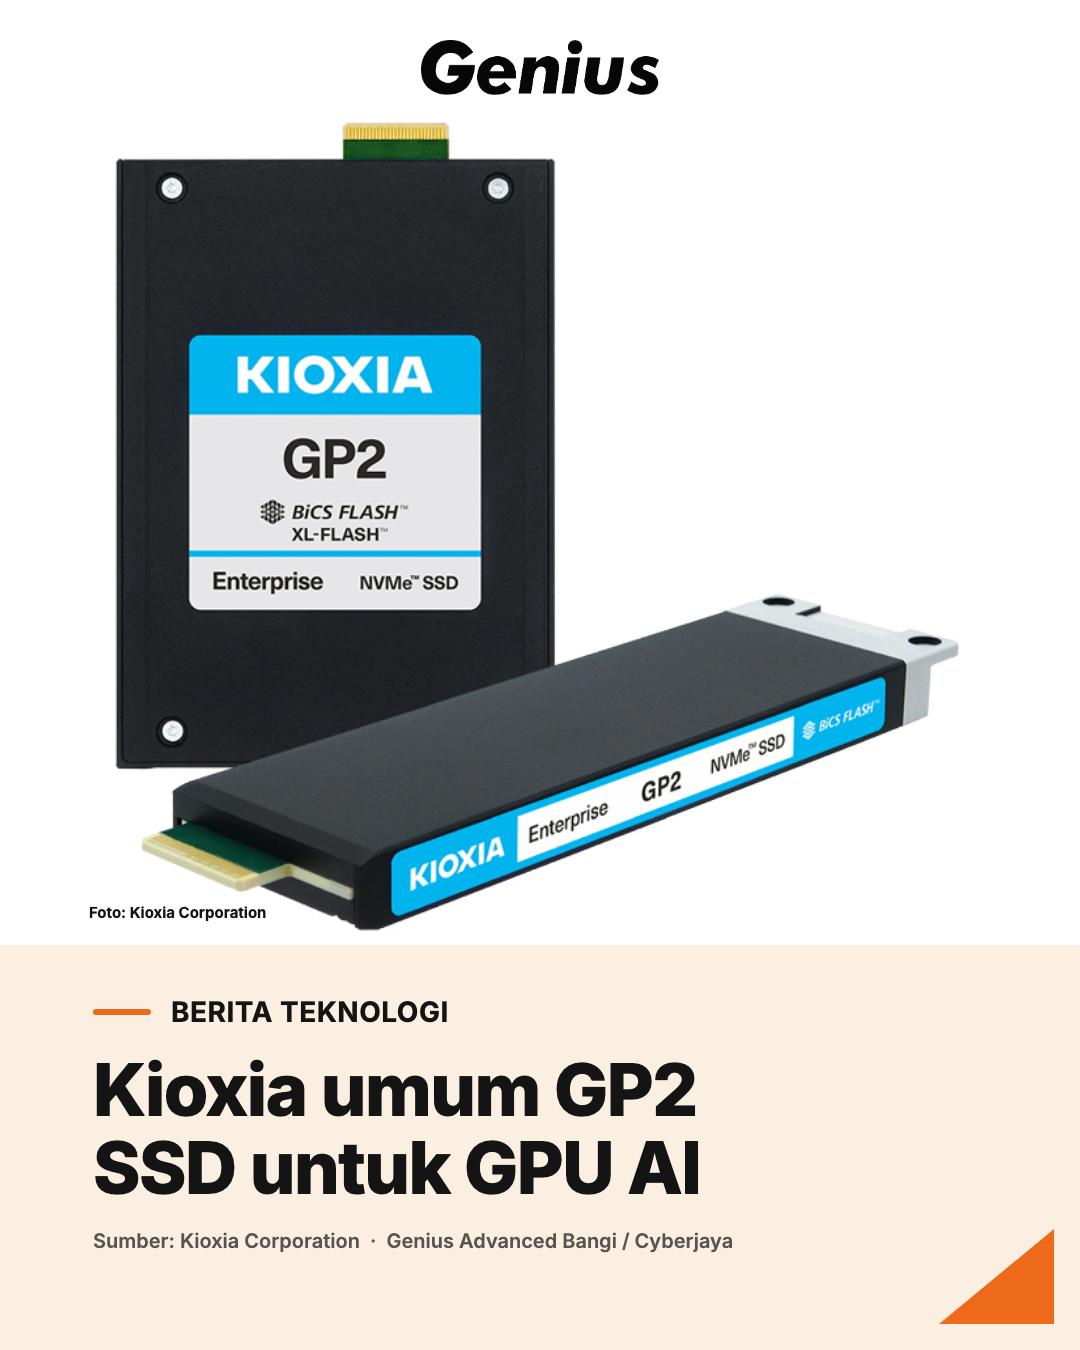 Genius
KIOXIA
GP2
BiCS FLASH™
XL-FLASH™
Enterprise NVMe™ SSD
KIOXIA Enterprise GP2 NVMe™ SSD BiCS FLASH™
Foto: Kioxia Corporation
BERITA TEKNOLOGI
Kioxia umum GP2
SSD untuk GPU AI
Sumber: Kioxia Corporation · Genius Advanced Bangi / Cyberjaya